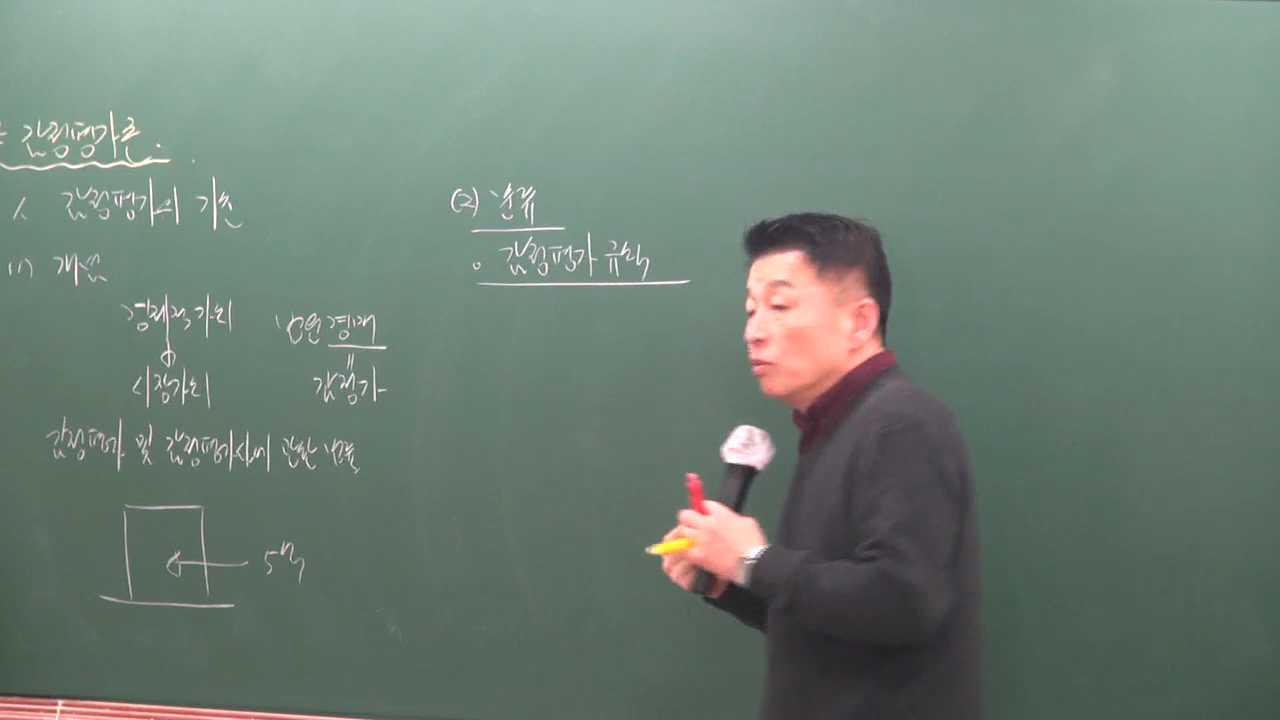 감정평가론.
1. 감정평가의 기초
(1) 개념
경제적가치
시장가치
법원경매
=
감정가
감정평가 및 감정평가사에 관한 법률
5억
(2) 분류
○ 감정평가 규칙